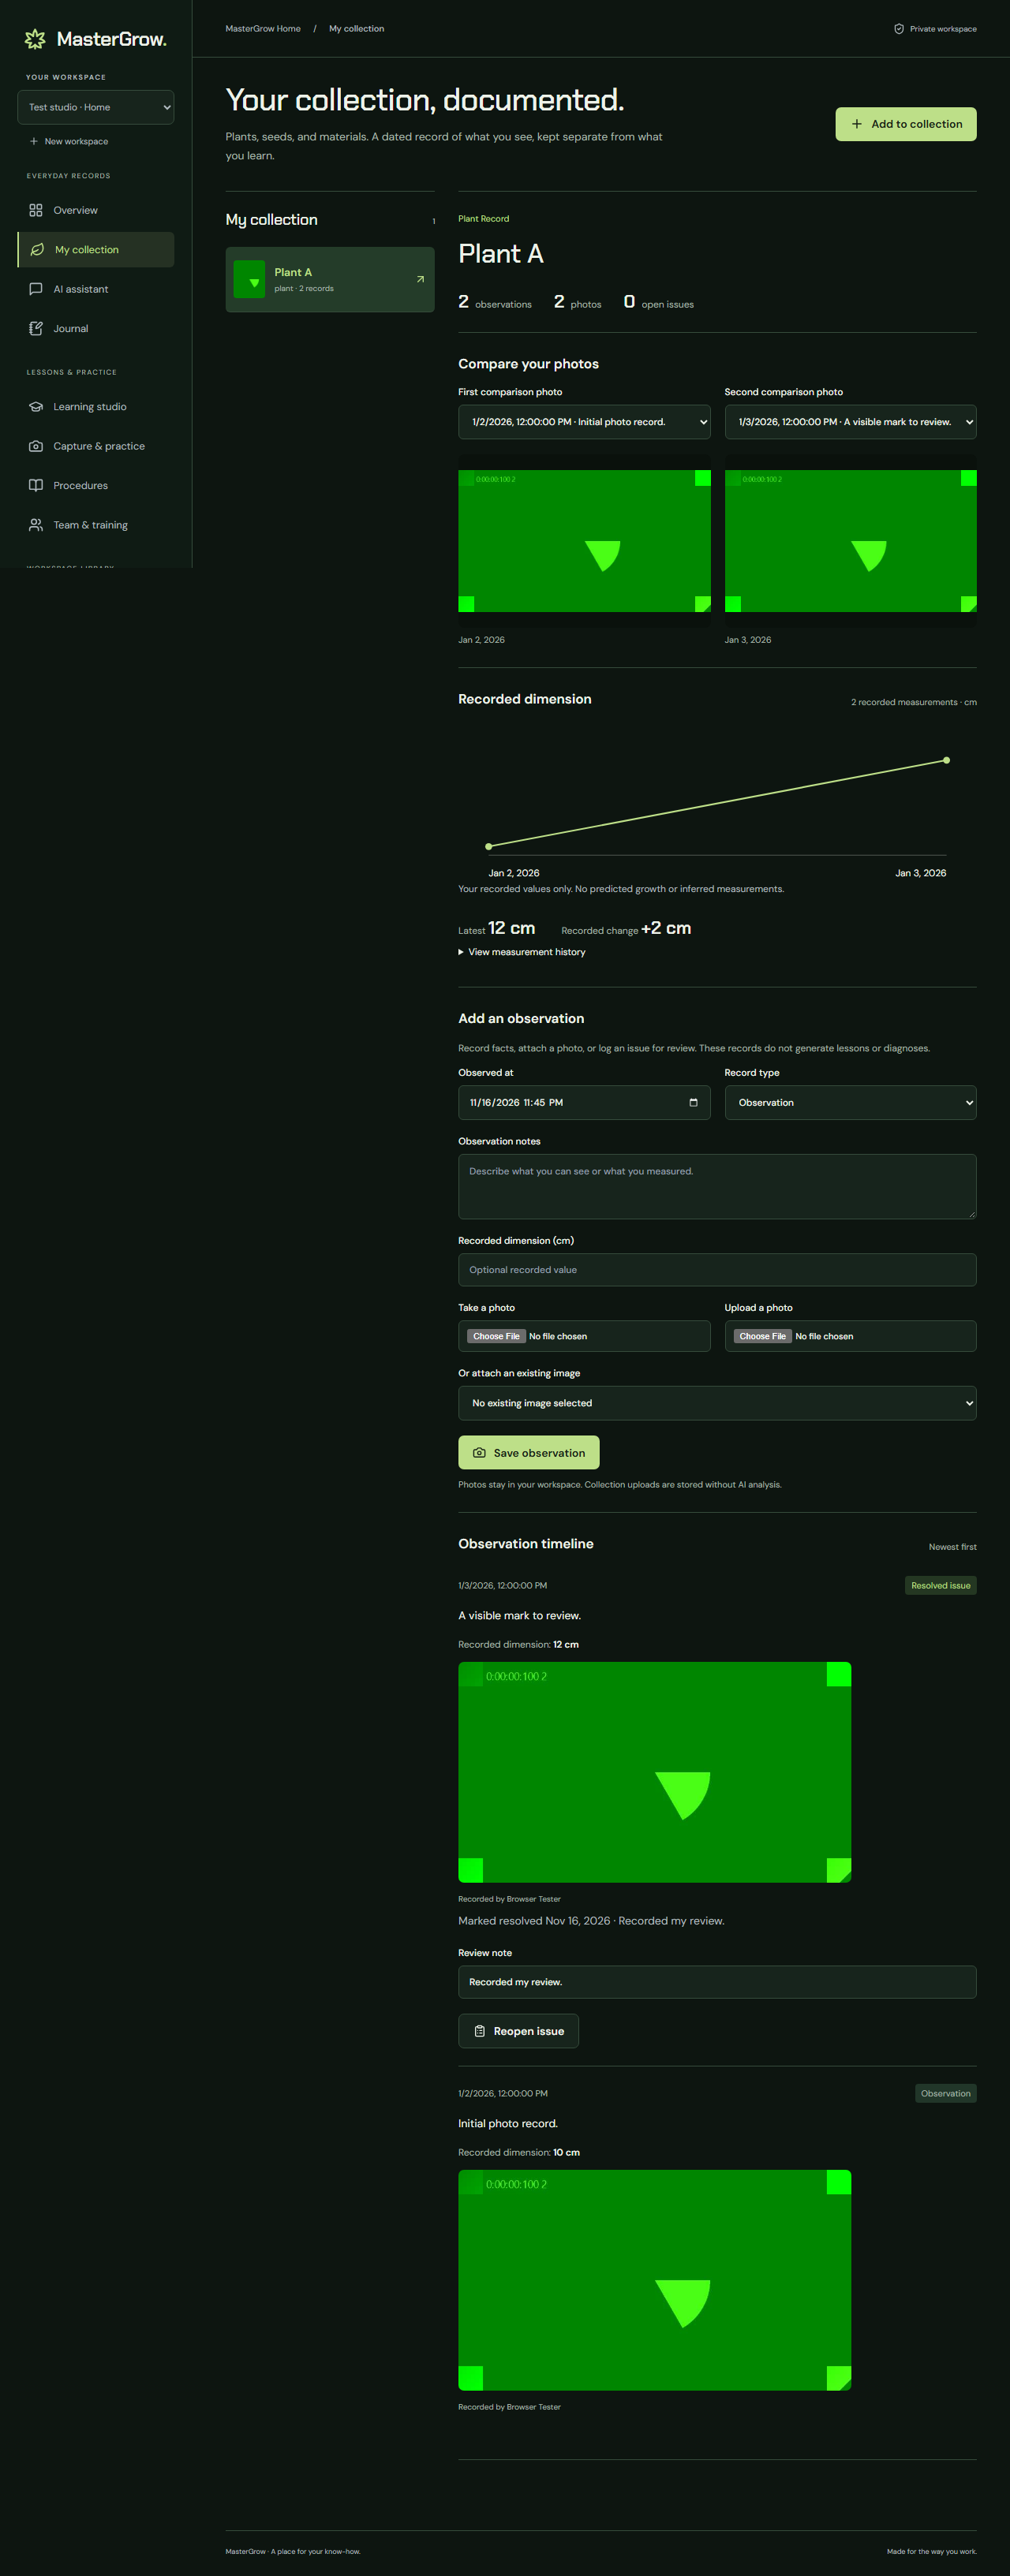 MasterGrow.
YOUR WORKSPACE
Test studio · Home
New workspace
EVERYDAY RECORDS
Overview
My collection
AI assistant
Journal
LESSONS & PRACTICE
Learning studio
Capture & practice
Procedures
Team & training
WORKSPACE LIBRARY
MasterGrow Home / My collection
Private workspace
Your collection, documented.
Plants, seeds, and materials. A dated record of what you see, kept separate from what
you learn.
Add to collection
My collection
1
Plant A
plant · 2 records
Plant Record
Plant A
2 observations 2 photos 0 open issues
Compare your photos
First comparison photo
1/2/2026, 12:00:00 PM · Initial photo record.
Second comparison photo
1/3/2026, 12:00:00 PM · A visible mark to review.
0:00:00:100 2
0:00:00:100 2
Jan 2, 2026
Jan 3, 2026
Recorded dimension
2 recorded measurements · cm
Jan 2, 2026
Jan 3, 2026
Your recorded values only. No predicted growth or inferred measurements.
Latest 12 cm
Recorded change +2 cm
View measurement history
Add an observation
Record facts, attach a photo, or log an issue for review. These records do not generate lessons or diagnoses.
Observed at
11/16/2026 11:45 PM
Record type
Observation
Observation notes
Describe what you can see or what you measured.
Recorded dimension (cm)
Optional recorded value
Take a photo
Choose File No file chosen
Upload a photo
Choose File No file chosen
Or attach an existing image
No existing image selected
Save observation
Photos stay in your workspace. Collection uploads are stored without AI analysis.
Observation timeline
Newest first
1/3/2026, 12:00:00 PM
Resolved issue
A visible mark to review.
Recorded dimension: 12 cm
0:00:00:100 2
Recorded by Browser Tester
Marked resolved Nov 16, 2026 · Recorded my review.
Review note
Recorded my review.
Reopen issue
1/2/2026, 12:00:00 PM
Observation
Initial photo record.
Recorded dimension: 10 cm
0:00:00:100 2
Recorded by Browser Tester
MasterGrow · A place for your know-how.
Made for the way you work.